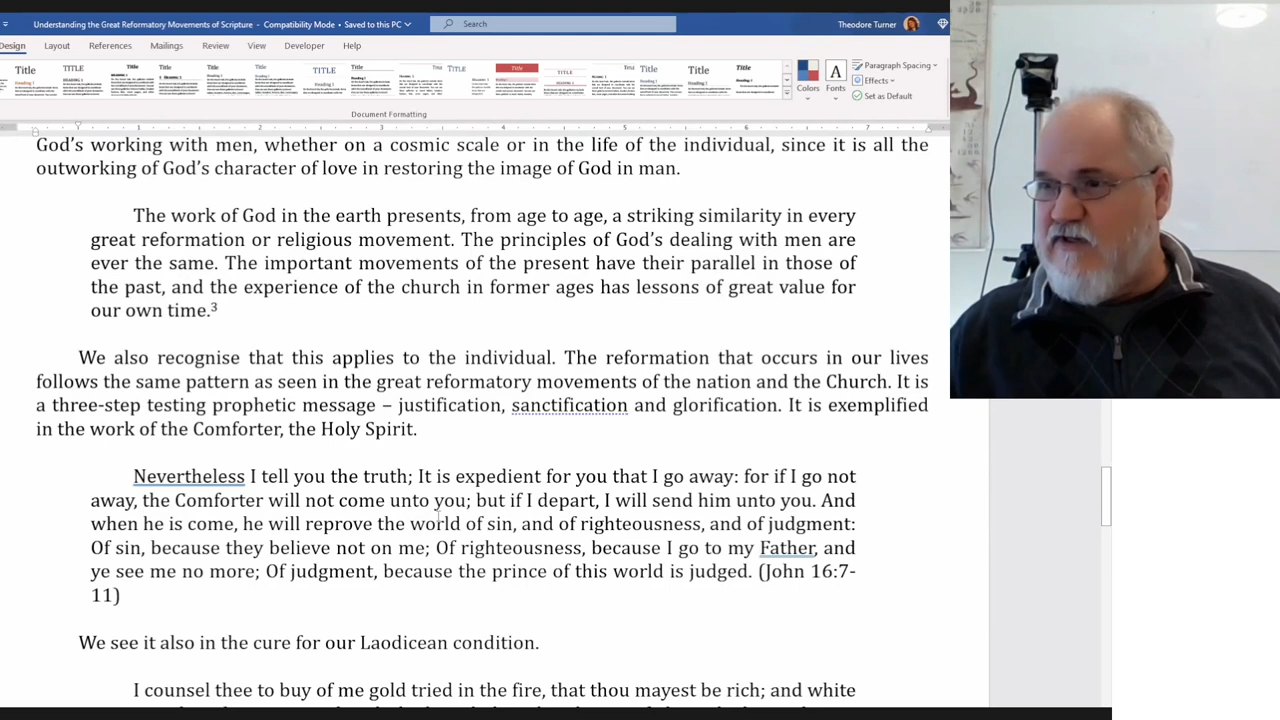 Understanding the Great Reformatory Movements of Scripture - Compatibility Mode • Saved to this PC
Search
Theodore Turner
Design Layout References Mailings Review View Developer Help
Title TITLE Title TITLE Title Title Title
Colors
Fonts
Paragraph Spacing
Effects
Set as Default
Document Formatting
1 2 3 4 5 6 7
God's working with men, whether on a cosmic scale or in the life of the individual, since it is all the
outworking of God's character of love in restoring the image of God in man.
The work of God in the earth presents, from age to age, a striking similarity in every
great reformation or religious movement. The principles of God's dealing with men are
ever the same. The important movements of the present have their parallel in those of
the past, and the experience of the church in former ages has lessons of great value for
our own time.³
We also recognise that this applies to the individual. The reformation that occurs in our lives
follows the same pattern as seen in the great reformatory movements of the nation and the Church. It is
a three-step testing prophetic message – justification, sanctification and glorification. It is exemplified
in the work of the Comforter, the Holy Spirit.
Nevertheless I tell you the truth; It is expedient for you that I go away: for if I go not
away, the Comforter will not come unto you; but if I depart, I will send him unto you. And
when he is come, he will reprove the world of sin, and of righteousness, and of judgment:
Of sin, because they believe not on me; Of righteousness, because I go to my Father, and
ye see me no more; Of judgment, because the prince of this world is judged. (John 16:7-
11)
We see it also in the cure for our Laodicean condition.
I counsel thee to buy of me gold tried in the fire, that thou mayest be rich; and white